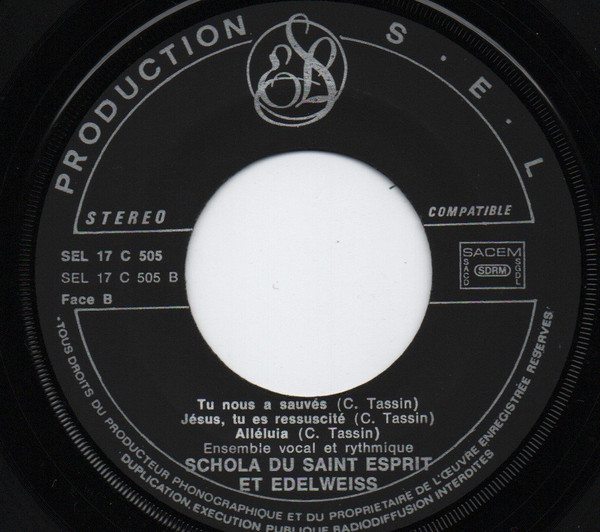 PRODUCTION S.E.L
STEREO
COMPATIBLE
SEL 17 C 505
SEL 17 C 505 B
Face B
SACEM
SACD
SDRM
SGDL
Tu nous a sauvés (C. Tassin)
Jésus, tu es ressuscité (C. Tassin)
Alléluia (C. Tassin)
Ensemble vocal et rythmique
SCHOLA DU SAINT ESPRIT
ET EDELWEISS
·TOUS DROITS DU PRODUCTEUR PHONOGRAPHIQUE ET DU PROPRIETAIRE DE L'ŒUVRE ENREGISTRÉE RESERVES·
DUPLICATION, EXECUTION PUBLIQUE RADIODIFFUSION INTERDITES